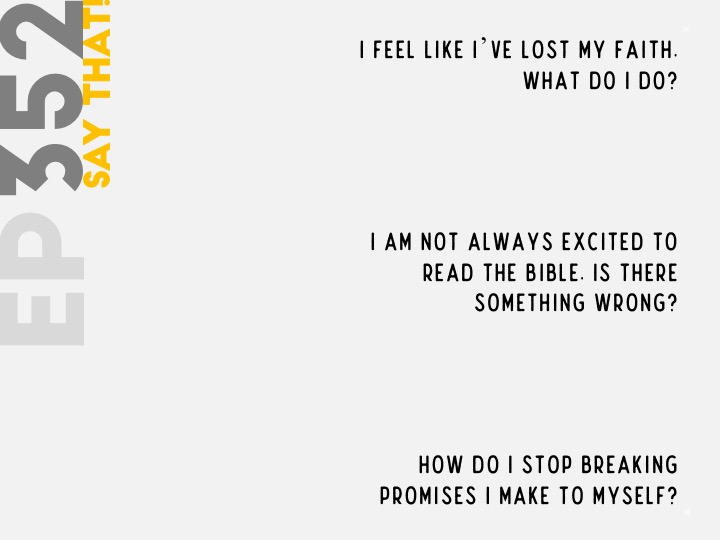 EP 352
SAY THAT!
I FEEL LIKE I'VE LOST MY FAITH.
WHAT DO I DO?
I AM NOT ALWAYS EXCITED TO
READ THE BIBLE. IS THERE
SOMETHING WRONG?
HOW DO I STOP BREAKING
PROMISES I MAKE TO MYSELF?